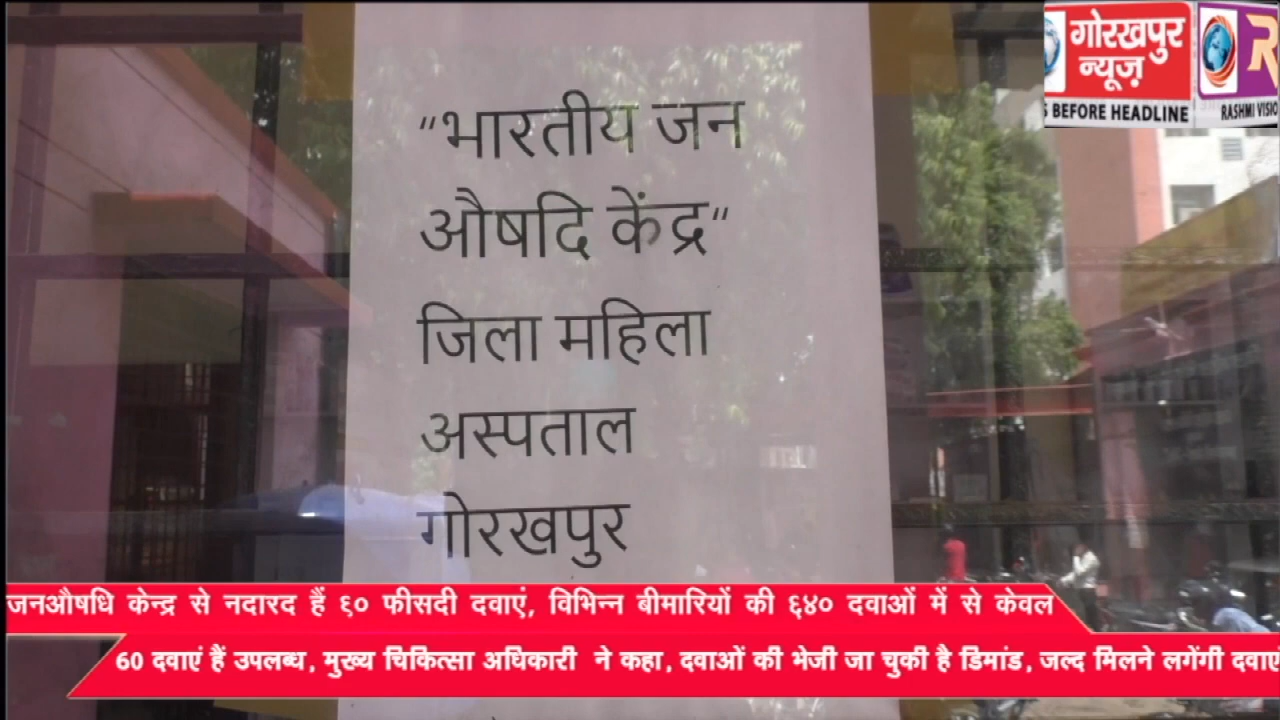 गोरखपुर
न्यूज़
BEFORE HEADLINE
R
RASHMI VISIO
"भारतीय जन
औषदि केंद्र"
जिला महिला
अस्पताल
गोरखपुर
जनऔषधि केन्द्र से नदारद हैं ९० फीसदी दवाएं, विभिन्न बीमारियों की ६४० दवाओं में से केवल
60 दवाएं हैं उपलब्ध, मुख्य चिकित्सा अधिकारी ने कहा, दवाओं की भेजी जा चुकी है डिमांड, जल्द मिलने लगेंगी दवाएं